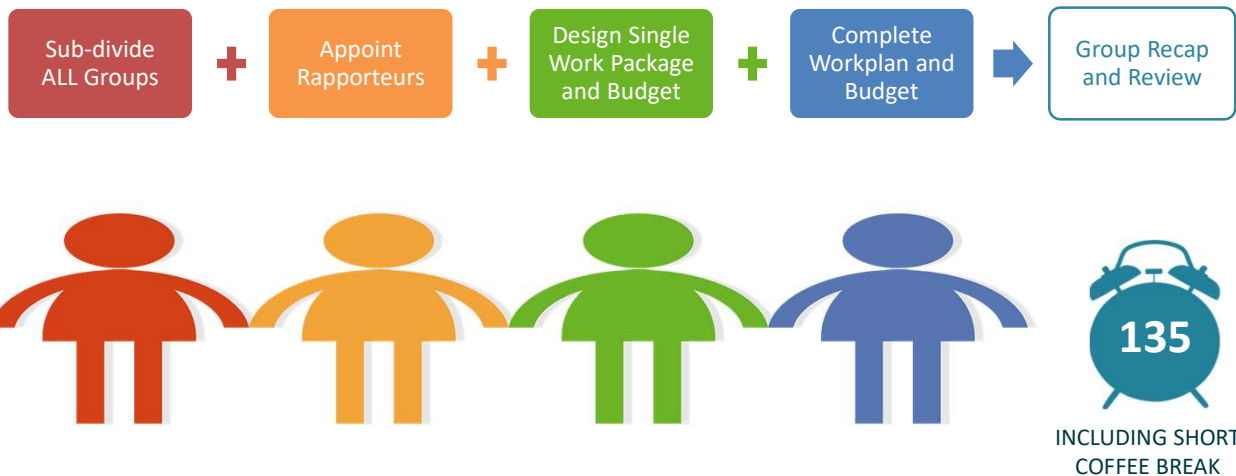 Sub-divide
ALL Groups
Appoint
Rapporteurs
Design Single
Work Package
and Budget
Complete
Workplan and
Budget
Group Recap
and Review
135
INCLUDING SHORT
COFFEE BREAK